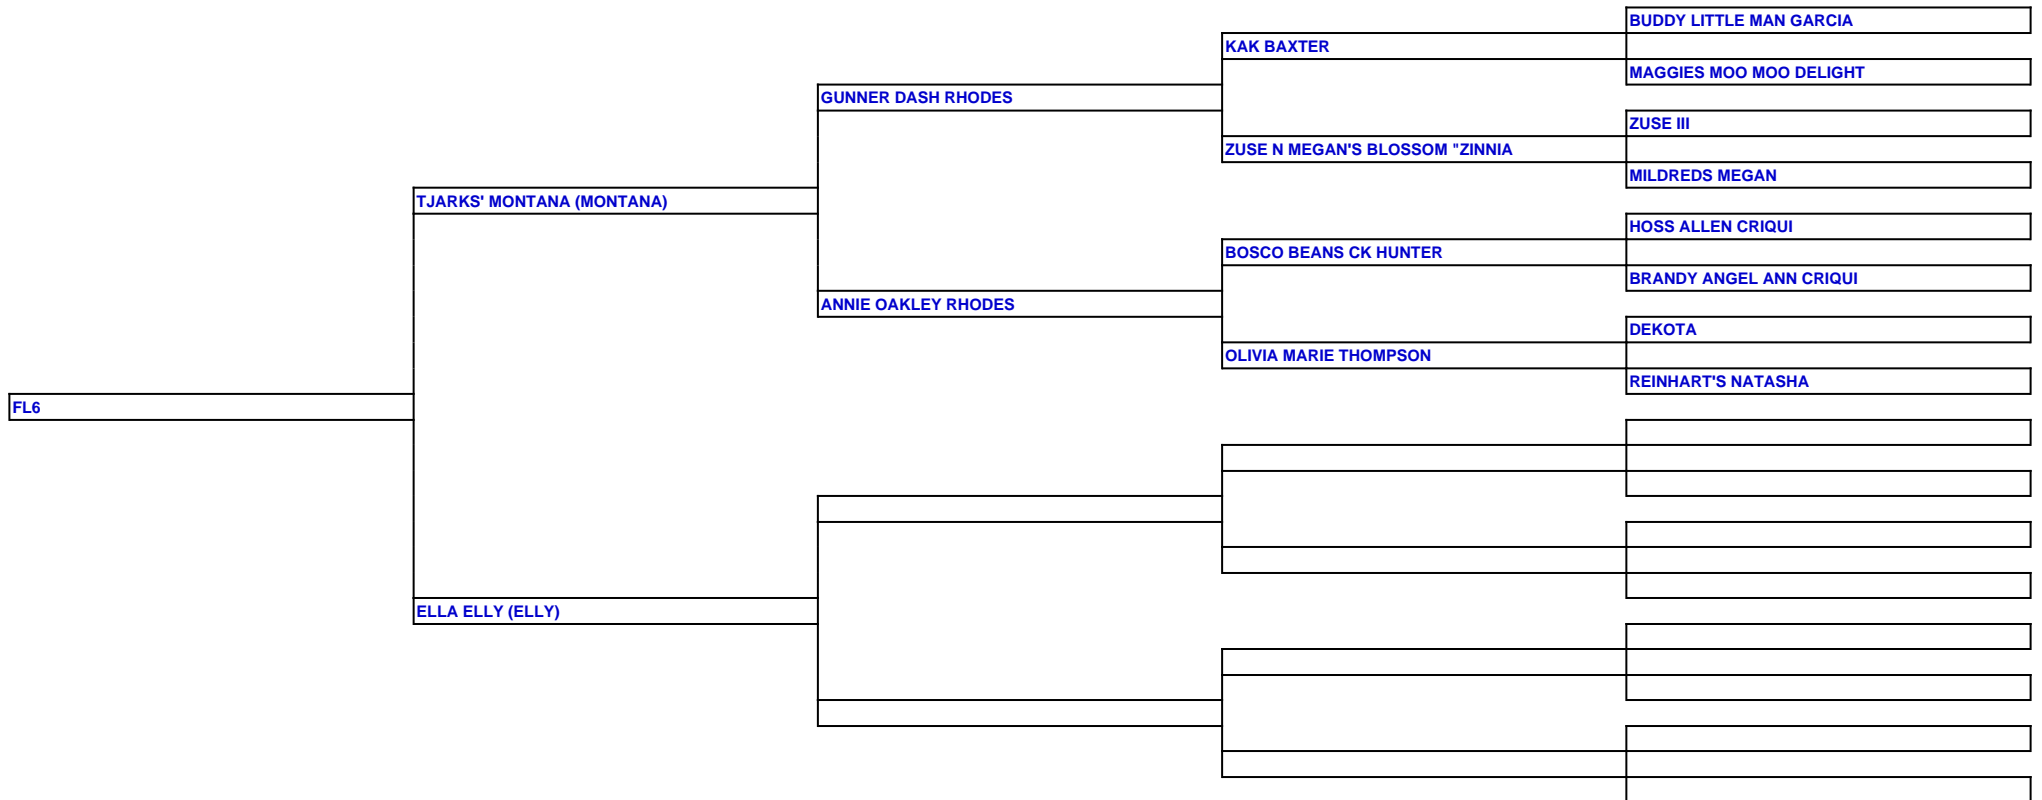 BUDDY LITTLE MAN GARCIA
KAK BAXTER
MAGGIES MOO MOO DELIGHT
GUNNER DASH RHODES
ZUSE III
ZUSE N MEGAN'S BLOSSOM "ZINNIA
MILDREDS MEGAN
TJARKS' MONTANA (MONTANA)
HOSS ALLEN CRIQUI
BOSCO BEANS CK HUNTER
BRANDY ANGEL ANN CRIQUI
ANNIE OAKLEY RHODES
DEKOTA
OLIVIA MARIE THOMPSON
REINHART'S NATASHA
FL6
ELLA ELLY (ELLY)